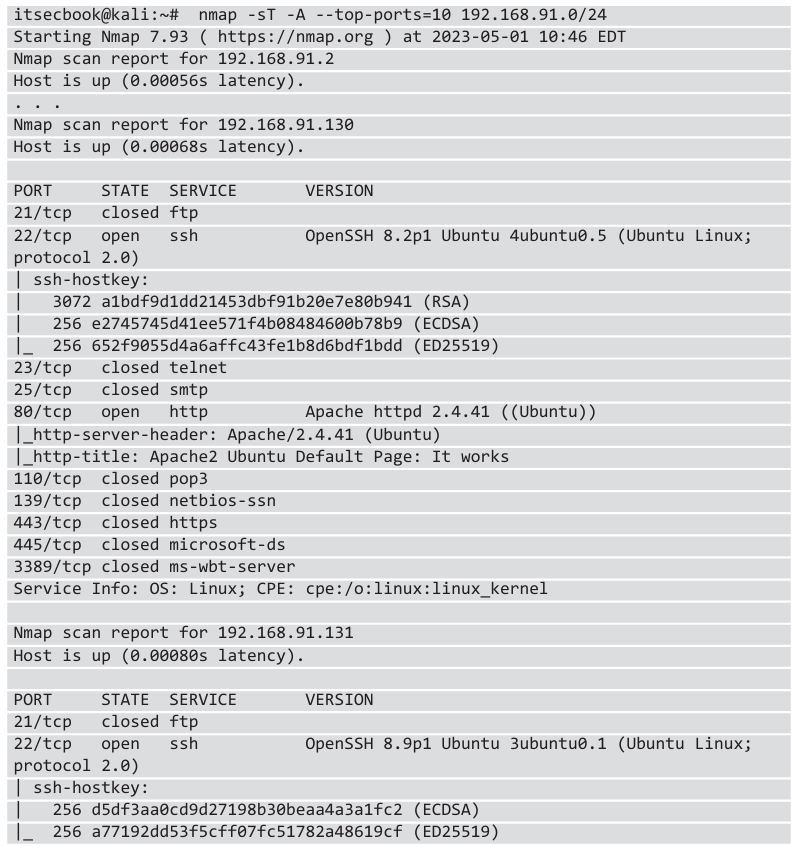 itsecbook@kali:~#  nmap -sT -A --top-ports=10 192.168.91.0/24
Starting Nmap 7.93 ( https://nmap.org ) at 2023-05-01 10:46 EDT
Nmap scan report for 192.168.91.2
Host is up (0.00056s latency).
. . .
Nmap scan report for 192.168.91.130
Host is up (0.00068s latency).

PORT     STATE  SERVICE       VERSION
21/tcp   closed ftp
22/tcp   open   ssh           OpenSSH 8.2p1 Ubuntu 4ubuntu0.5 (Ubuntu Linux;
protocol 2.0)
| ssh-hostkey:
|   3072 a1bdf9d1dd21453dbf91b20e7e80b941 (RSA)
|   256 e2745745d41ee571f4b08484600b78b9 (ECDSA)
|_  256 652f9055d4a6affc43fe1b8d6bdf1bdd (ED25519)
23/tcp   closed telnet
25/tcp   closed smtp
80/tcp   open   http          Apache httpd 2.4.41 ((Ubuntu))
|_http-server-header: Apache/2.4.41 (Ubuntu)
|_http-title: Apache2 Ubuntu Default Page: It works
110/tcp  closed pop3
139/tcp  closed netbios-ssn
443/tcp  closed https
445/tcp  closed microsoft-ds
3389/tcp closed ms-wbt-server
Service Info: OS: Linux; CPE: cpe:/o:linux:linux_kernel

Nmap scan report for 192.168.91.131
Host is up (0.00080s latency).

PORT     STATE  SERVICE       VERSION
21/tcp   closed ftp
22/tcp   open   ssh           OpenSSH 8.9p1 Ubuntu 3ubuntu0.1 (Ubuntu Linux;
protocol 2.0)
| ssh-hostkey:
|   256 d5df3aa0cd9d27198b30beaa4a3a1fc2 (ECDSA)
|_  256 a77192dd53f5cff07fc51782a48619cf (ED25519)